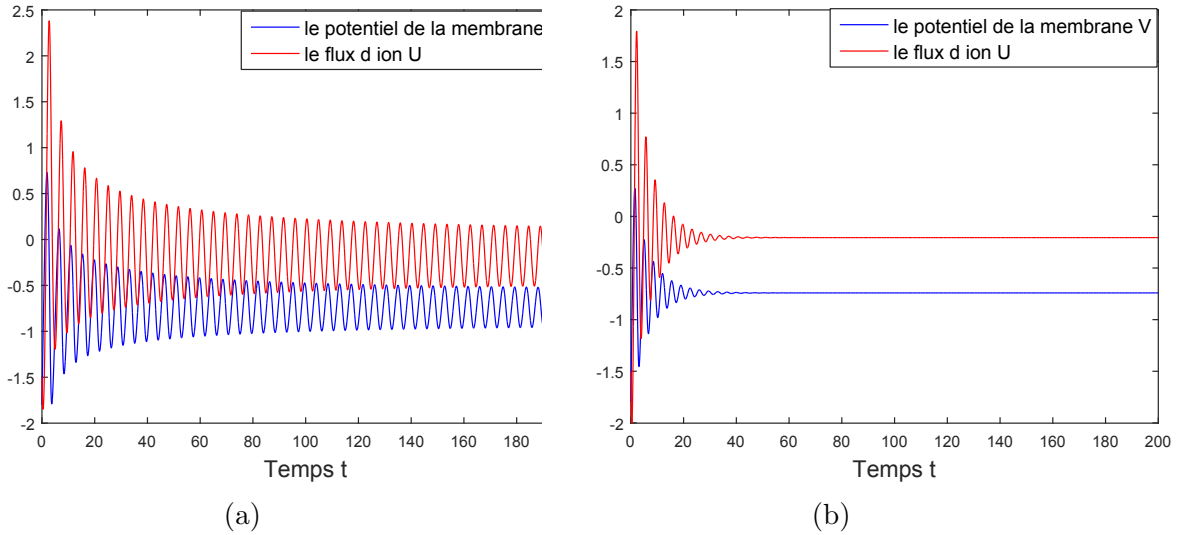 2.5
2
1.5
1
0.5
0
-0.5
-1
-1.5
-2
0 20 40 60 80 100 120 140 160 180
Temps t
le potentiel de la membrane
le flux d ion U
(a)
2
1.5
1
0.5
0
-0.5
-1
-1.5
-2
0 20 40 60 80 100 120 140 160 180 200
Temps t
le potentiel de la membrane V
le flux d ion U
(b)